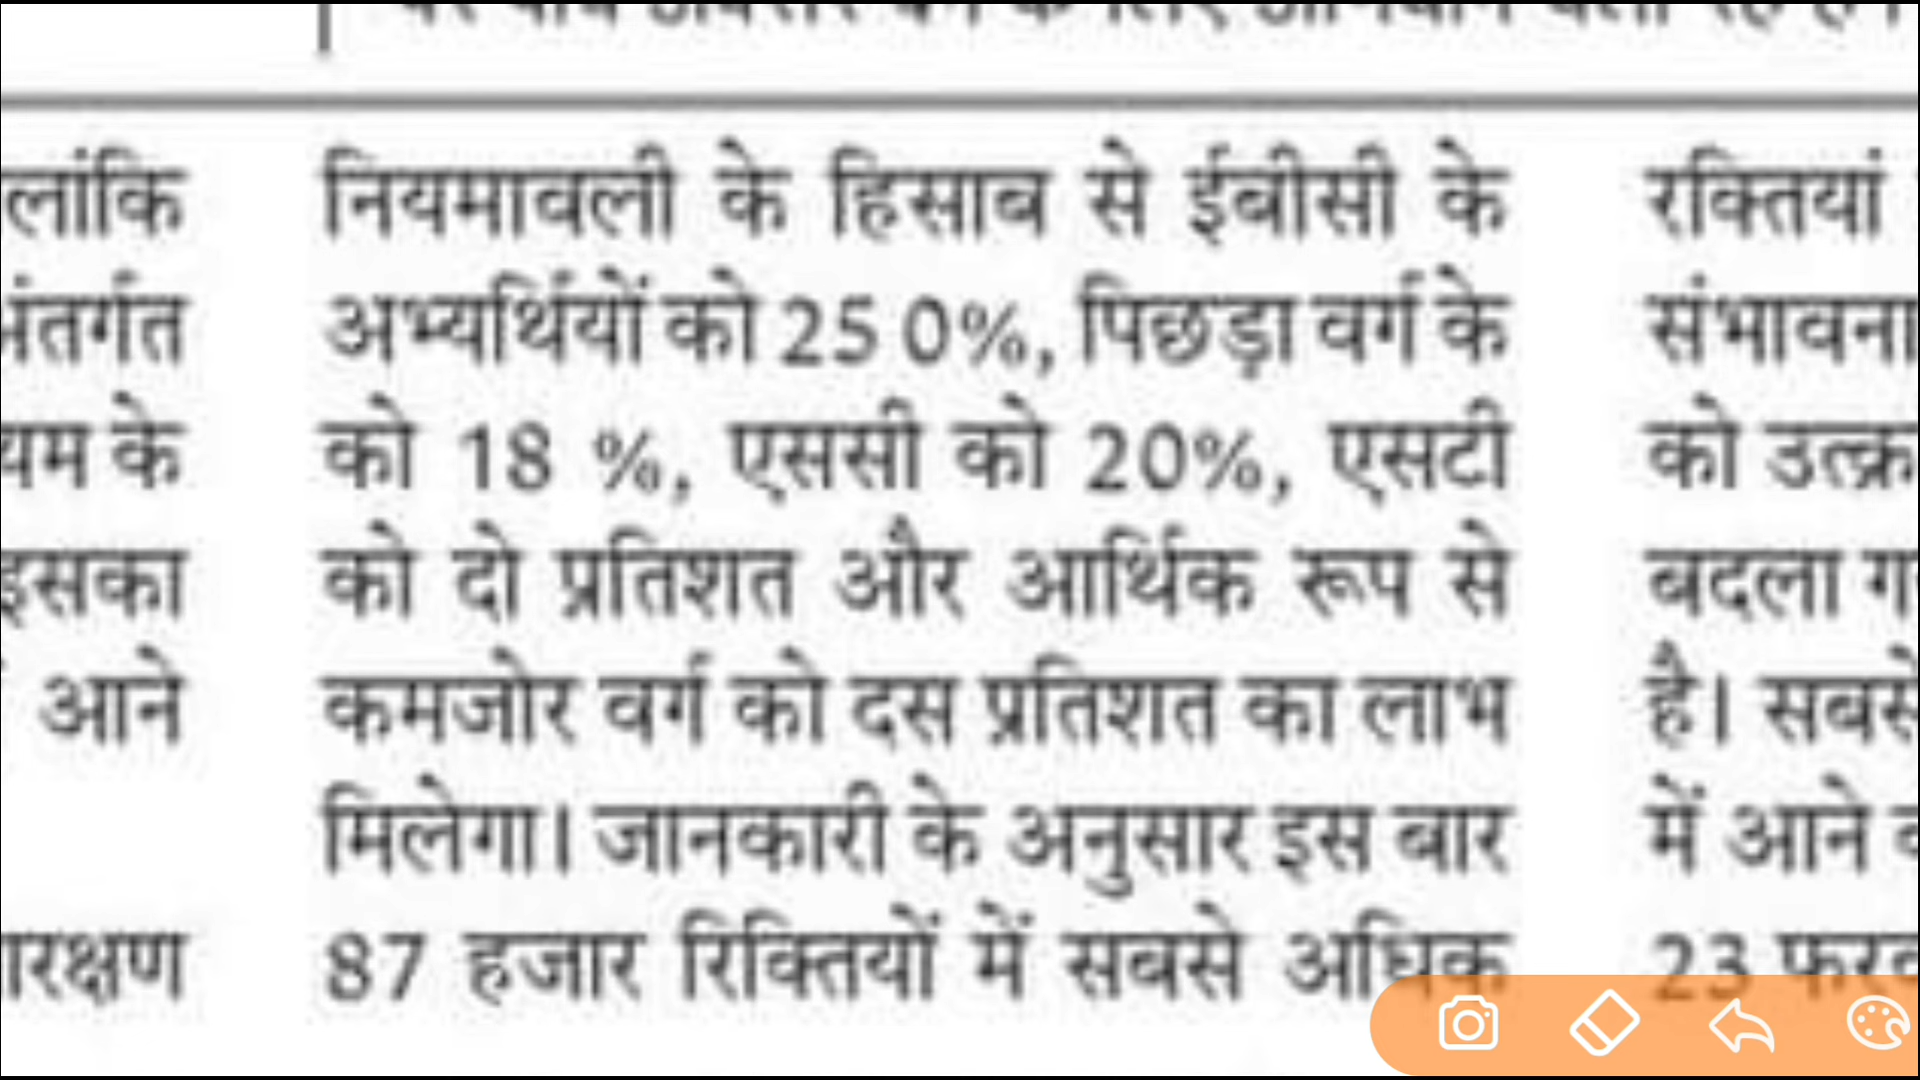 नियमावली के हिसाब से ईबीसी के
अभ्यर्थियों को 25 0%, पिछड़ा वर्ग के
को 18 %, एससी को 20%, एसटी
को दो प्रतिशत और आर्थिक रूप से
कमजोर वर्ग को दस प्रतिशत का लाभ
मिलेगा। जानकारी के अनुसार इस बार
87 हजार रिक्तियों में सबसे अधिक
लांकि
अंतर्गत
यम के
इसका
आने
रक्तियां
संभावना
को उत्क्र
बदला ग
है। सबसे
में आने
23